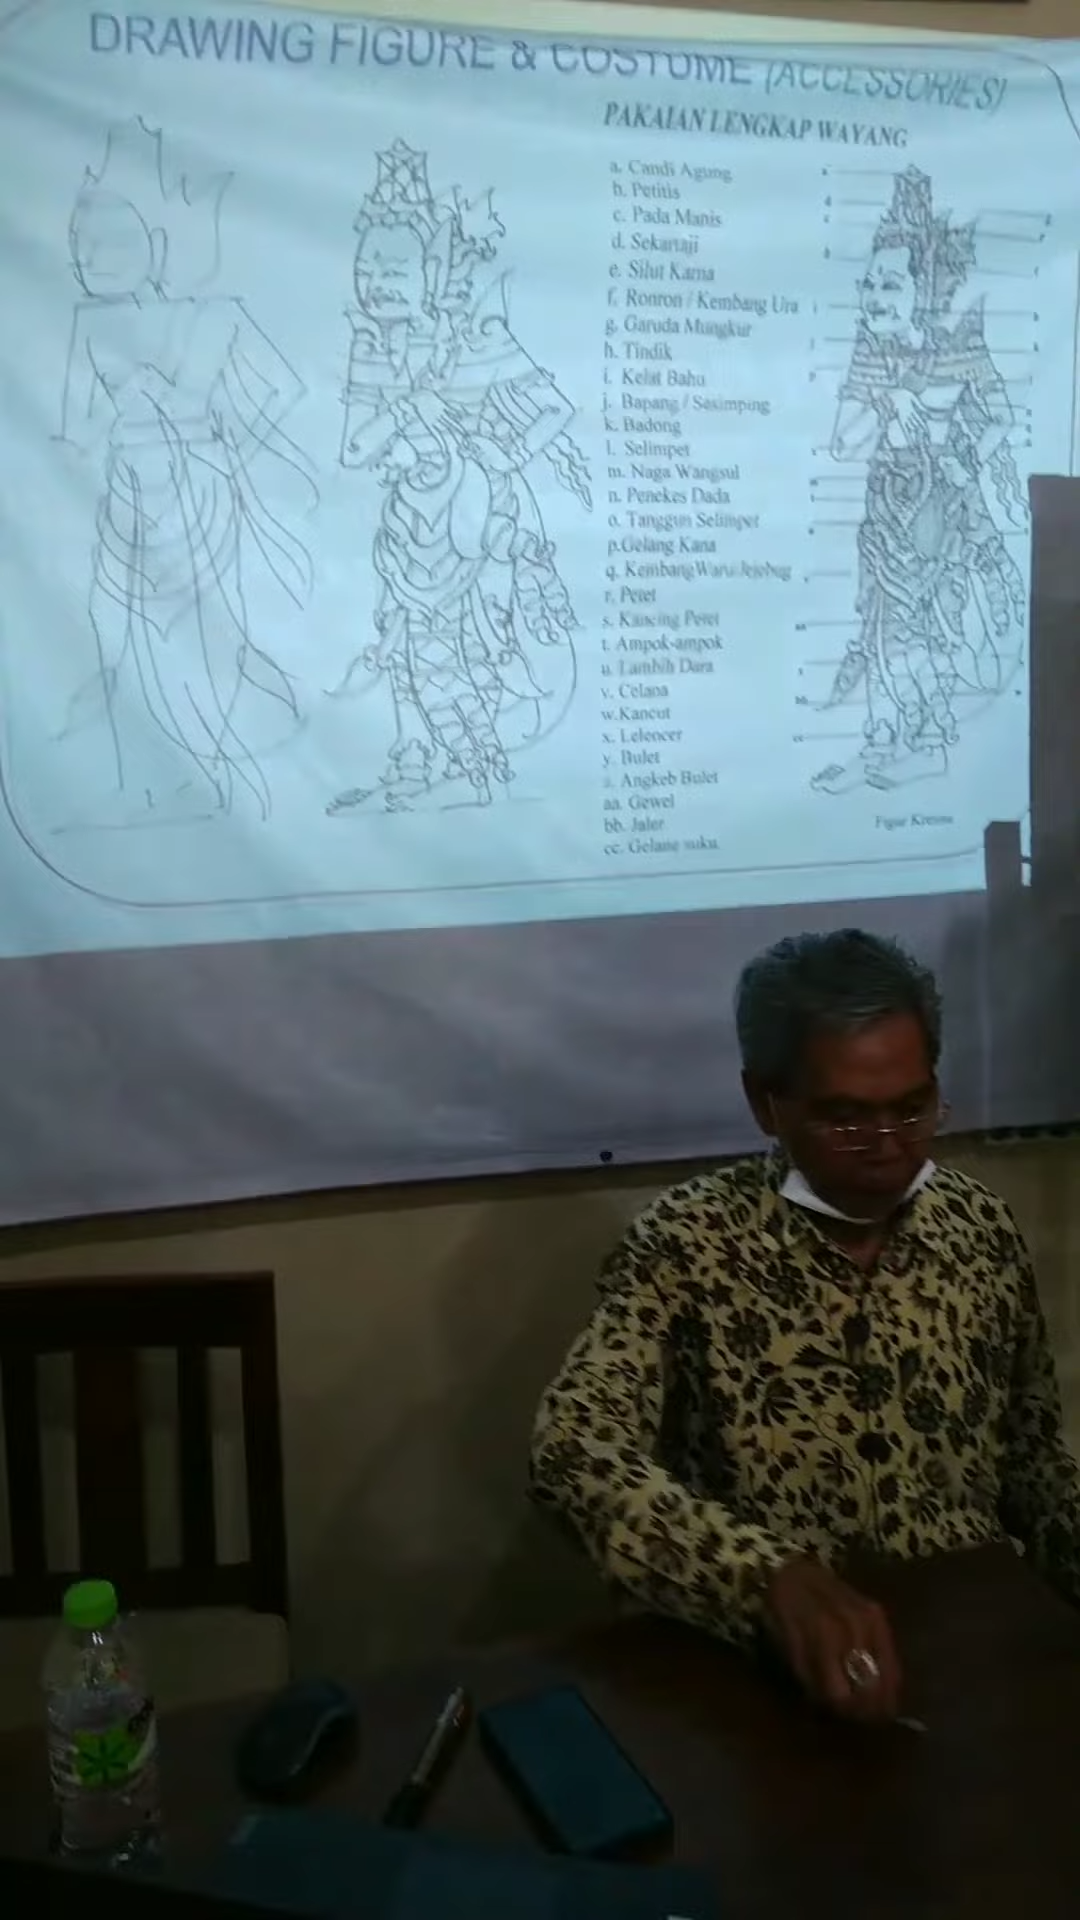 DRAWING FIGURE & COSTUME (ACCESSORIES)
PAKAIAN LENGKAP WAYANG
a. Candi Agung
b. Petitis
c. Pada Manis
d. Sekartaji
e. Silut Karna
f. Ronron / Kembang Ura
g. Garuda Mungkur
h. Tindik
i. Kelat Bahu
j. Bapang / Sesimping
k. Badong
l. Selimpet
m. Naga Wangsul
n. Penekes Dada
o. Tanggun Selimpet
p.Gelang Kana
q. Kembang Waru/Jejebug
r. Petet
s. Kancing Petet
t. Ampok-ampok
u. Lambih Dara
v. Celana
w.Kancut
x. Lelencer
y. Bulet
z. Angkeb Bulet
aa. Gewel
bb. Jaler
cc. Gelang suku
Figur Kresna